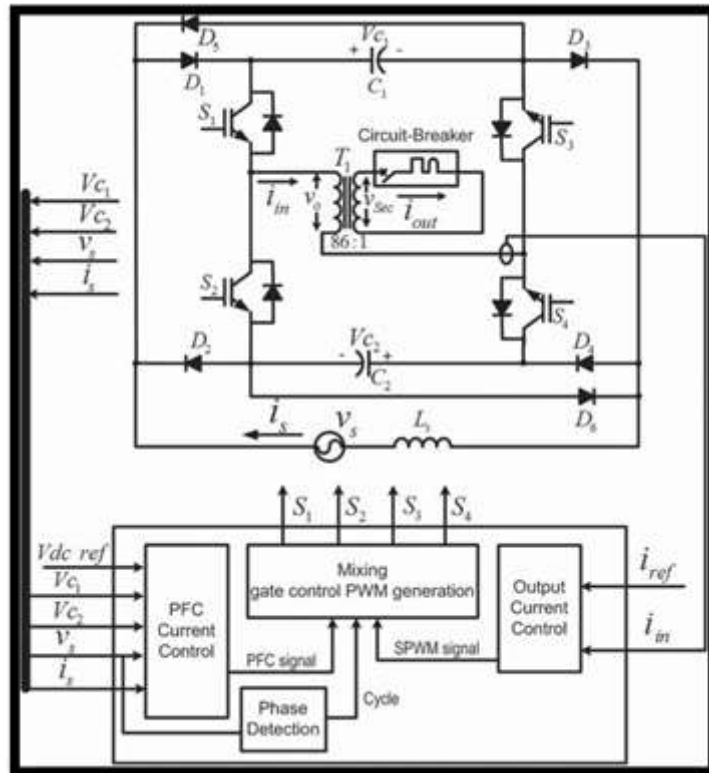 D5
Vc1
D3
+ -
D1
C1
S1
Circuit-Breaker
S3
T1
Vc1
iin
vo
vSec
iout
Vc2
vs
86:1
is
S2
S4
D2
Vc2
D4
- +
C2
D6
is
vs
Ls
S1 S2 S3 S4
Vdc ref
Vc1
Vc2
vs
is
PFC
Current
Control
Mixing
gate control PWM generation
Output
Current
Control
iref
iin
PFC signal
SPWM signal
Phase
Detection
Cycle